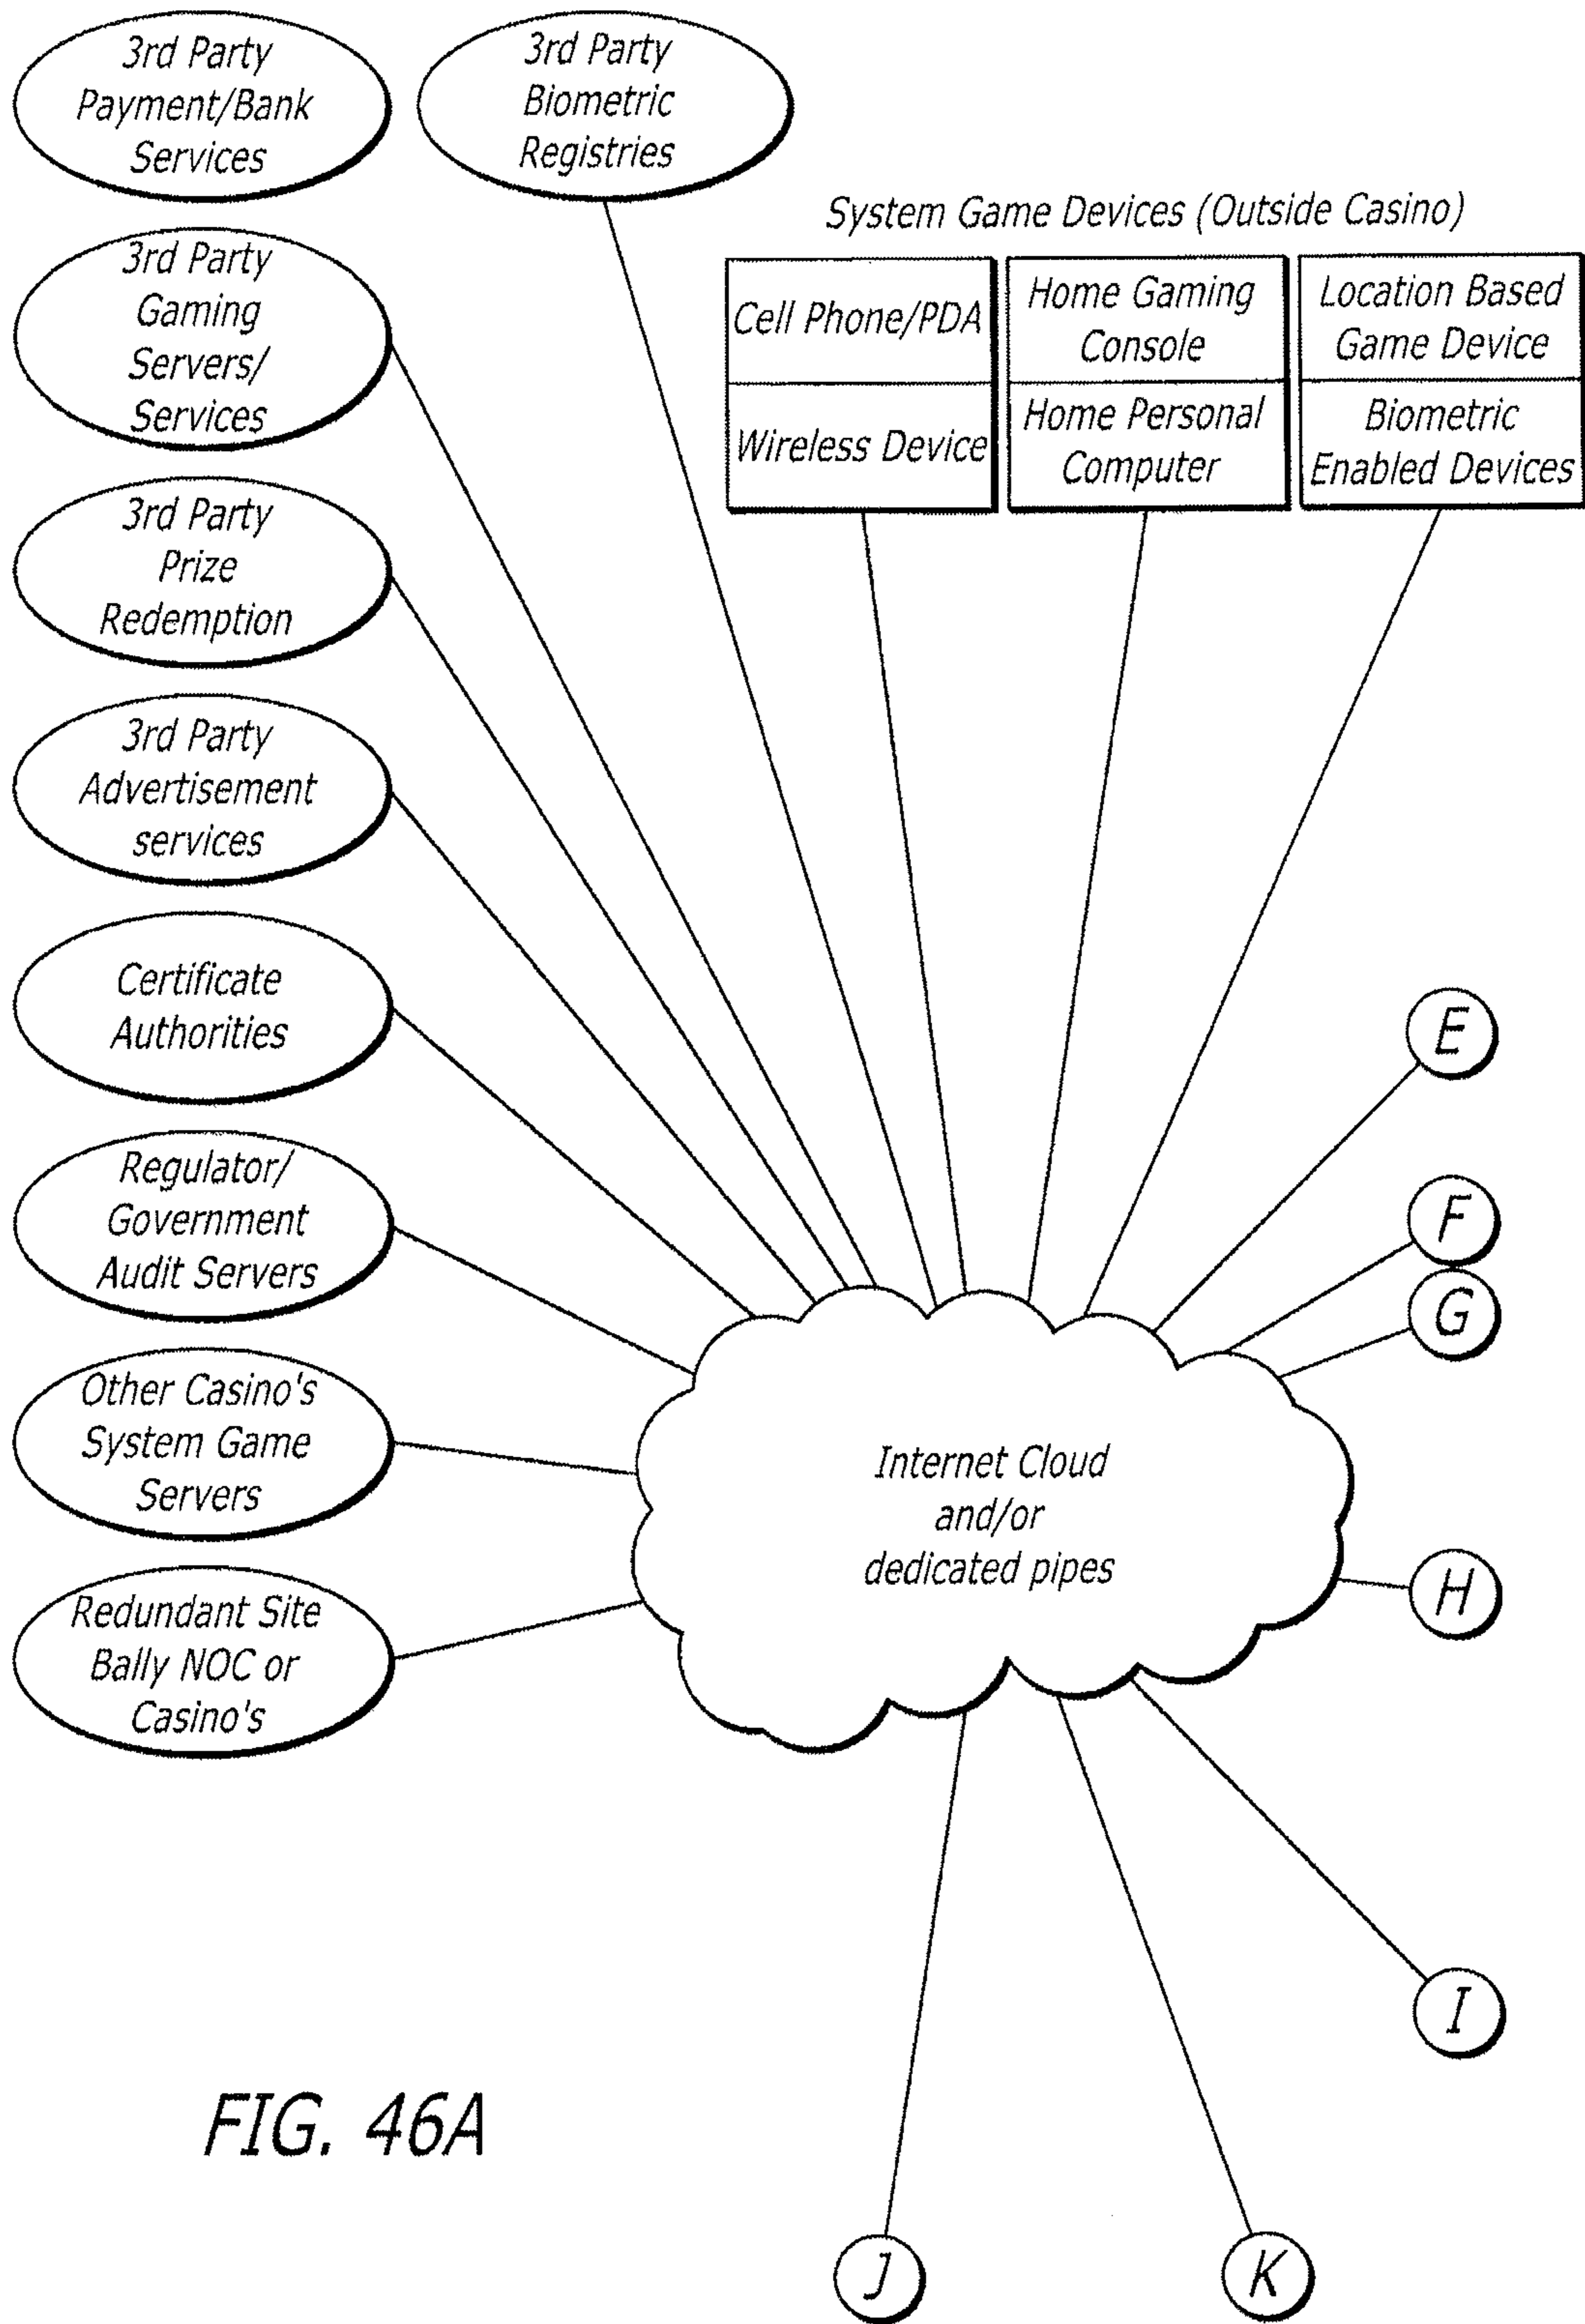 3rd Party
Payment/Bank
Services
3rd Party
Biometric
Registries
System Game Devices (Outside Casino)
Cell Phone/PDA
Wireless Device
Home Gaming
Console
Home Personal
Computer
Location Based
Game Device
Biometric
Enabled Devices
3rd Party
Gaming
Servers/
Services
3rd Party
Prize
Redemption
3rd Party
Advertisement
services
Certificate
Authorities
Regulator/
Government
Audit Servers
Other Casino's
System Game
Servers
Redundant Site
Bally NOC or
Casino's
Internet Cloud
and/or
dedicated pipes
E
F
G
H
I
J
K
FIG. 46A